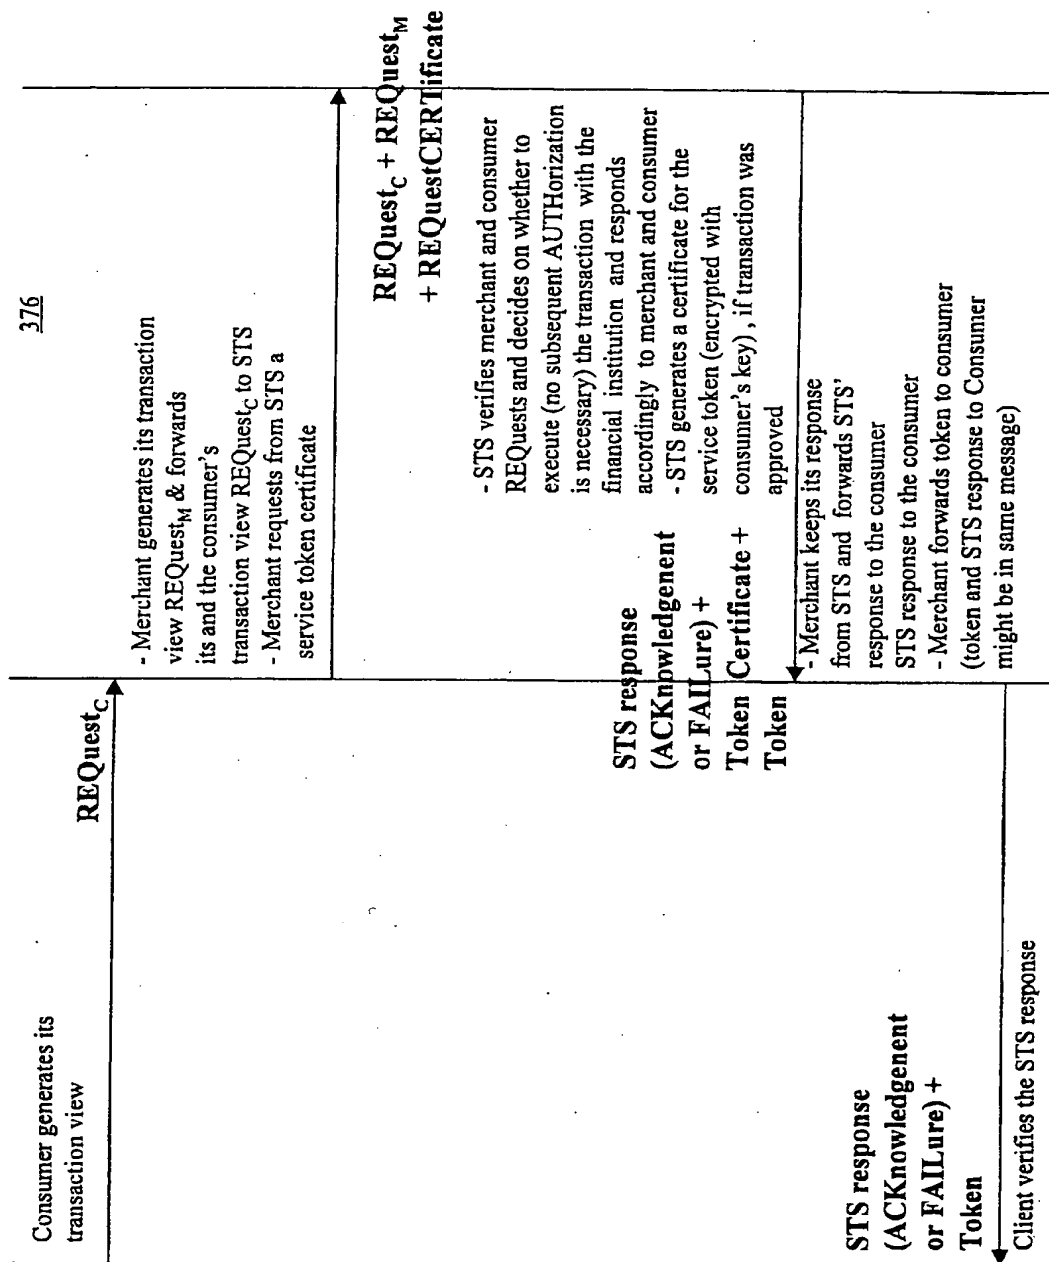 376
Consumer generates its
transaction view
REQuestC
- Merchant generates its transaction
view REQuestM & forwards
its and the consumer's
transaction view REQuestC to STS
- Merchant requests from STS a
service token certificate
REQuestC + REQuestM
+ REQuestCERTificate
- STS verifies merchant and consumer
REQuests and decides on whether to
execute (no subsequent AUTHorization
is necessary) the transaction with the
financial institution and responds
accordingly to merchant and consumer
- STS generates a certificate for the
service token (encrypted with
consumer's key), if transaction was
approved
STS response
(ACKnowledgenent
or FAILure) +
Token Certificate +
Token
- Merchant keeps its response
from STS and forwards STS'
response to the consumer
STS response to the consumer
- Merchant forwards token to consumer
(token and STS response to Consumer
might be in same message)
STS response
(ACKnowledgenent
or FAILure) +
Token
Client verifies the STS response